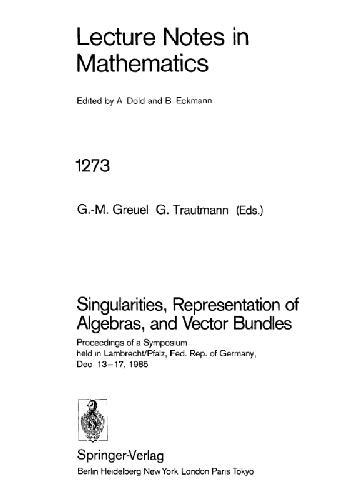 Lecture Notes in
Mathematics
Edited by A. Dold and B. Eckmann
1273
G.-M. Greuel G. Trautmann (Eds.)
Singularities, Representation of
Algebras, and Vector Bundles
Proceedings of a Symposium
held in Lambrecht/Pfalz, Fed. Rep. of Germany,
Dec. 13–17, 1985
Springer-Verlag
Berlin Heidelberg New York London Paris Tokyo